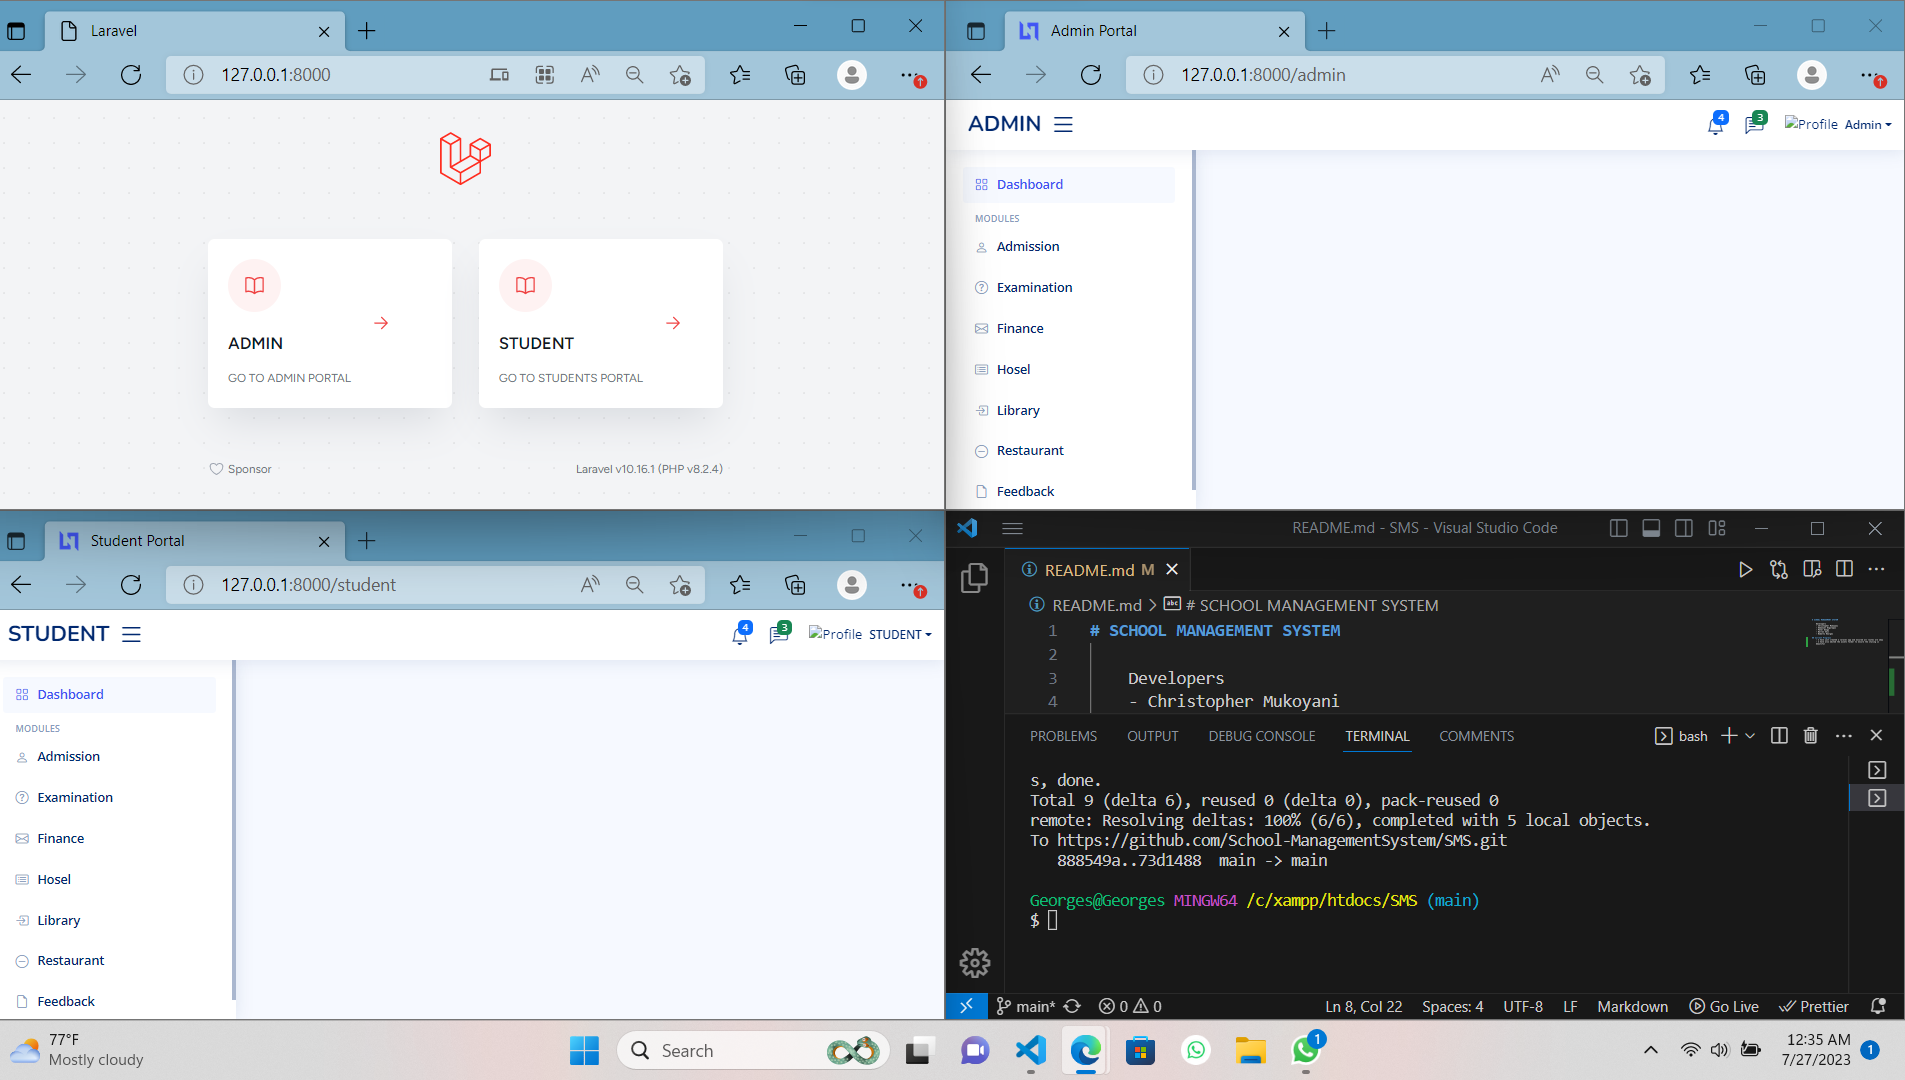 Laravel
127.0.0.1:8000
ADMIN
GO TO ADMIN PORTAL
STUDENT
GO TO STUDENTS PORTAL
Sponsor
Laravel v10.16.1 (PHP v8.2.4)
Admin Portal
127.0.0.1:8000/admin
ADMIN
4
3
Profile Admin
Dashboard
MODULES
Admission
Examination
Finance
Hosel
Library
Restaurant
Feedback
Student Portal
127.0.0.1:8000/student
STUDENT
4
3
Profile STUDENT
Dashboard
MODULES
Admission
Examination
Finance
Hosel
Library
Restaurant
Feedback
README.md - SMS - Visual Studio Code
README.md M
README.md > abc # SCHOOL MANAGEMENT SYSTEM
1 # SCHOOL MANAGEMENT SYSTEM
2
3 Developers
4 - Christopher Mukoyani
PROBLEMS OUTPUT DEBUG CONSOLE TERMINAL COMMENTS
bash
s, done.
Total 9 (delta 6), reused 0 (delta 0), pack-reused 0
remote: Resolving deltas: 100% (6/6), completed with 5 local objects.
To https://github.com/School-ManagementSystem/SMS.git
888549a..73d1488 main -> main
Georges@Georges MINGW64 /c/xampp/htdocs/SMS (main)
$
main* 0 0 Ln 8, Col 22 Spaces: 4 UTF-8 LF Markdown Go Live Prettier
77°F
Mostly cloudy
Search
1
12:35 AM
7/27/2023
1